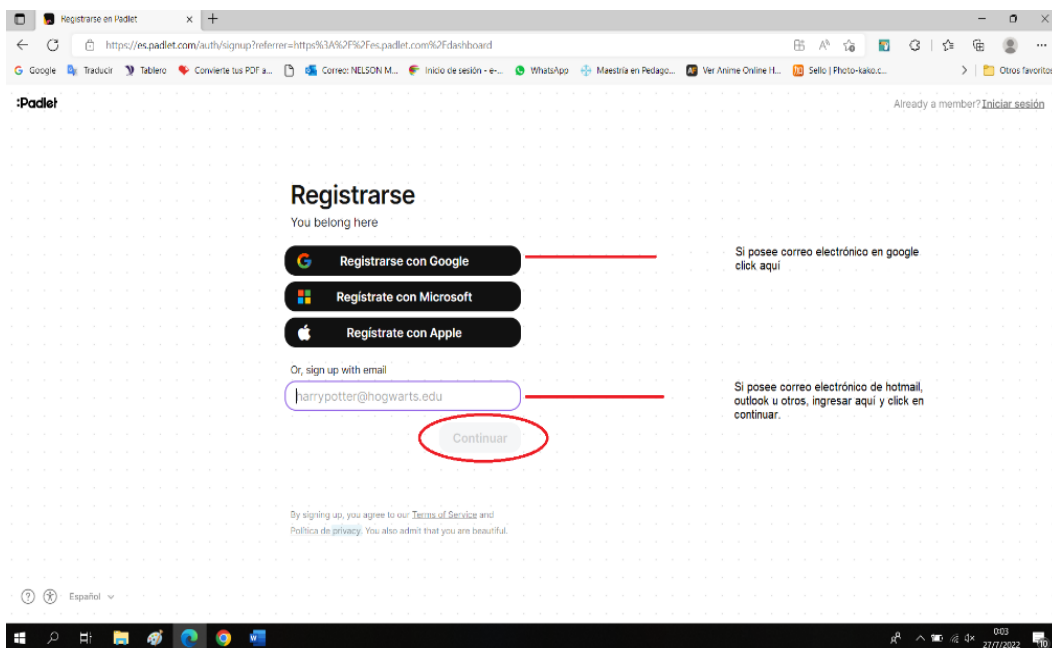 Registrarse en Padlet
https://es.padlet.com/auth/signup?referrer=https%3A%2F%2Fes.padlet.com%2Fdashboard
Google Traducir Tablero Convierte tus PDF a... Correo: NELSON M... Inicio de sesión - e-... WhatsApp Maestría en Pedago... Ver Anime Online H... Sello | Photo-kako.c... Otros favoritos
:Padlet
Already a member? Iniciar sesión
Registrarse
You belong here
Registrarse con Google
Si posee correo electrónico en google
click aquí
Regístrate con Microsoft
Regístrate con Apple
Or, sign up with email
harrypotter@hogwarts.edu
Si posee correo electrónico de hotmail,
outlook u otros, ingresar aquí y click en
continuar.
Continuar
By signing up, you agree to our Terms of Service and
Política de privacy. You also admit that you are beautiful.
Español
0:03
27/7/2022